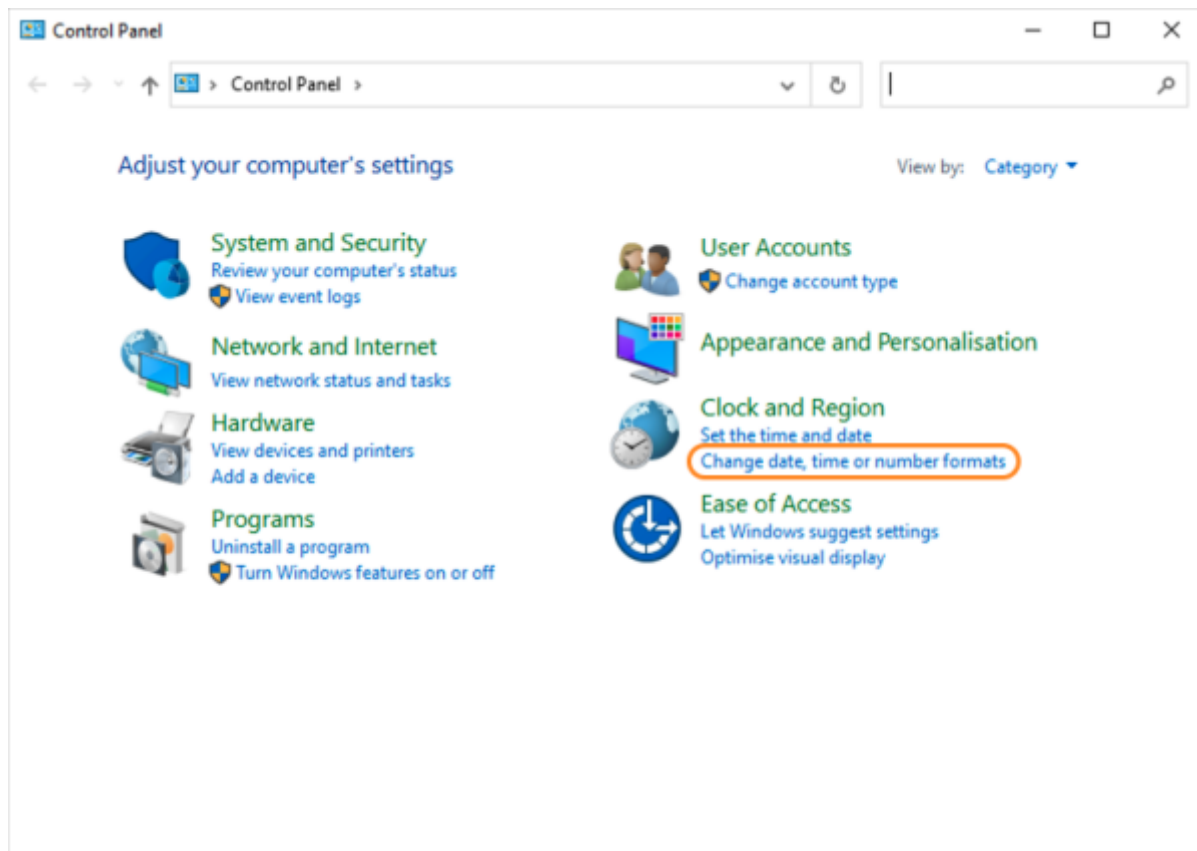 Control Panel
Control Panel
Adjust your computer's settings
View by: Category
System and Security
Review your computer's status
View event logs
Network and Internet
View network status and tasks
Hardware
View devices and printers
Add a device
Programs
Uninstall a program
Turn Windows features on or off
User Accounts
Change account type
Appearance and Personalisation
Clock and Region
Set the time and date
Change date, time or number formats
Ease of Access
Let Windows suggest settings
Optimise visual display